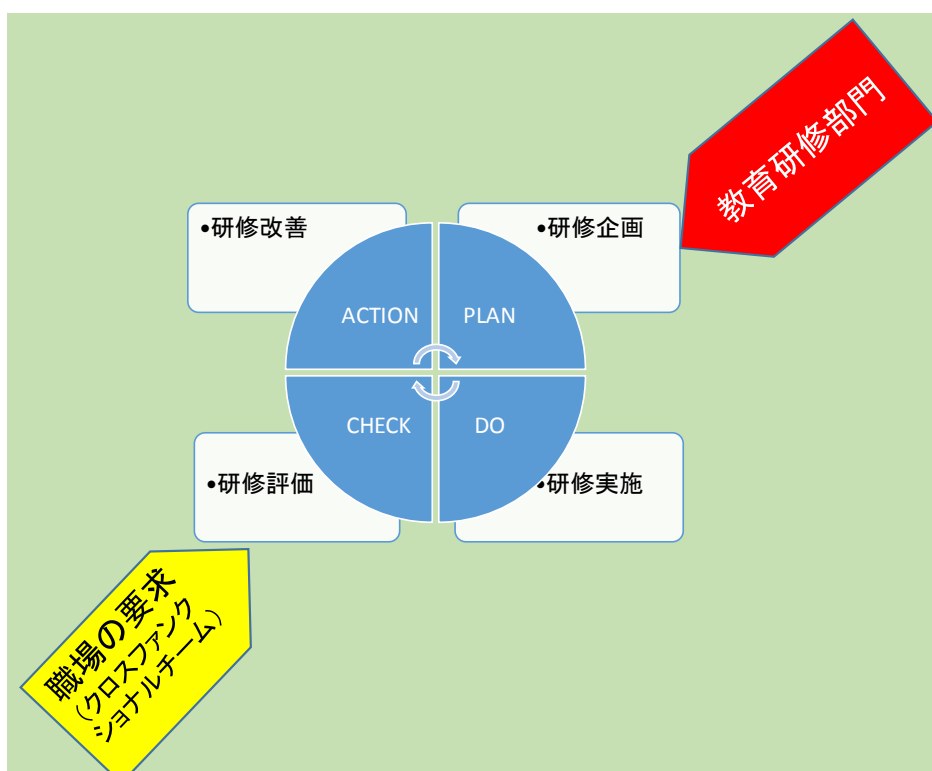 教育研修部門
•研修改善
•研修企画
ACTION
PLAN
CHECK
DO
•研修評価
•研修実施
職場の要求
(クロスファンク
ショナルチーム)